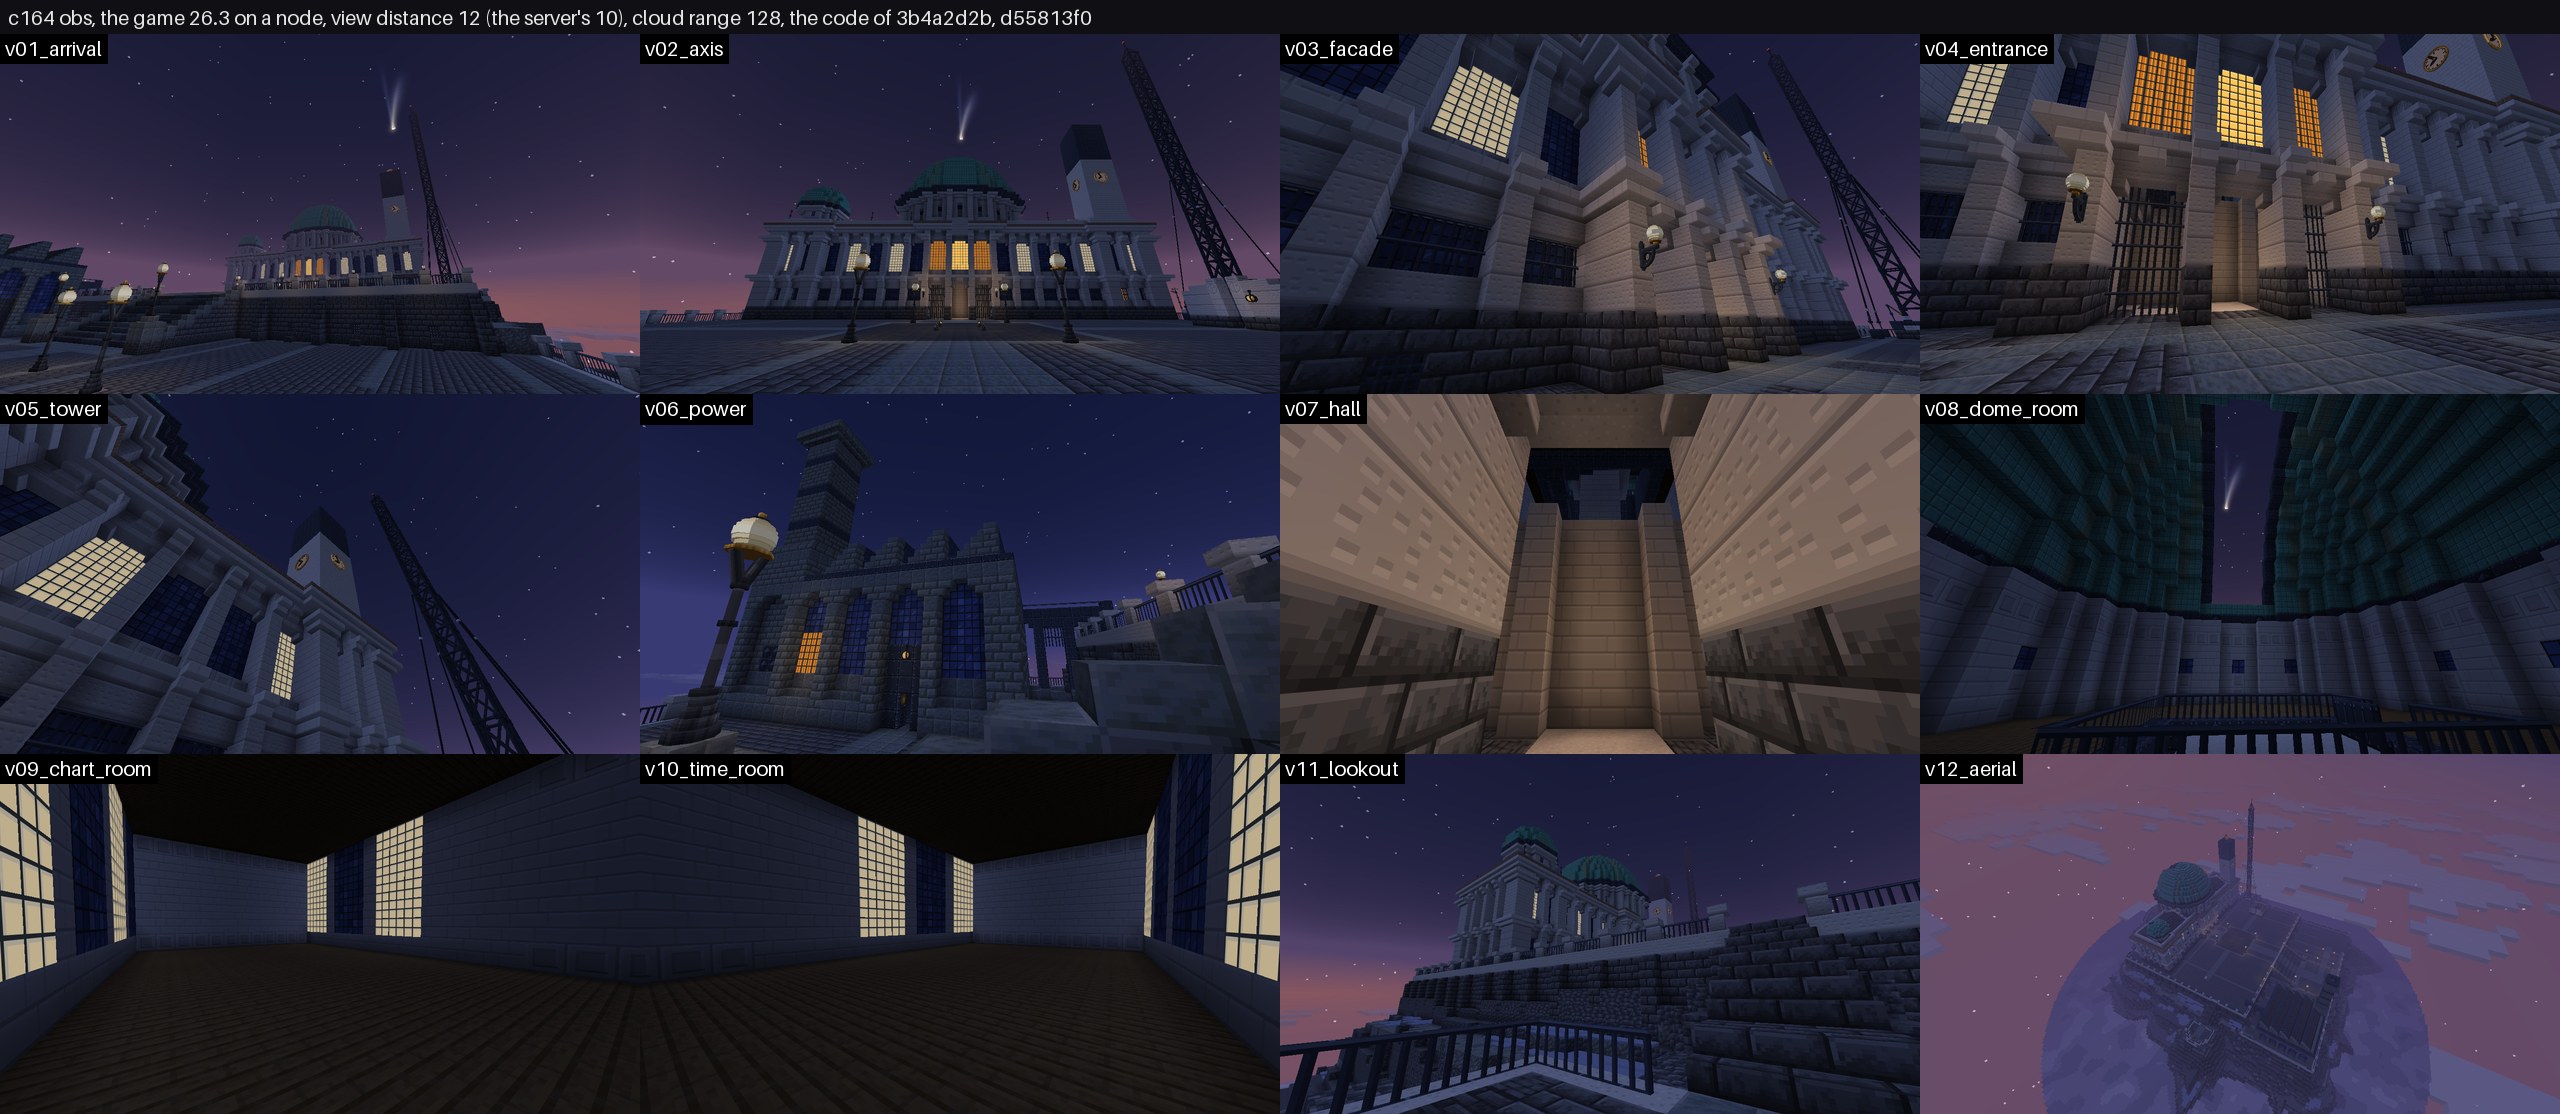 c164 obs, the game 26.3 on a node, view distance 12 (the server's 10), cloud range 128, the code of 3b4a2d2b, d55813f0
v01_arrival
v02_axis
v03_facade
v04_entrance
v05_tower
v06_power
v07_hall
v08_dome_room
v09_chart_room
v10_time_room
v11_lookout
v12_aerial